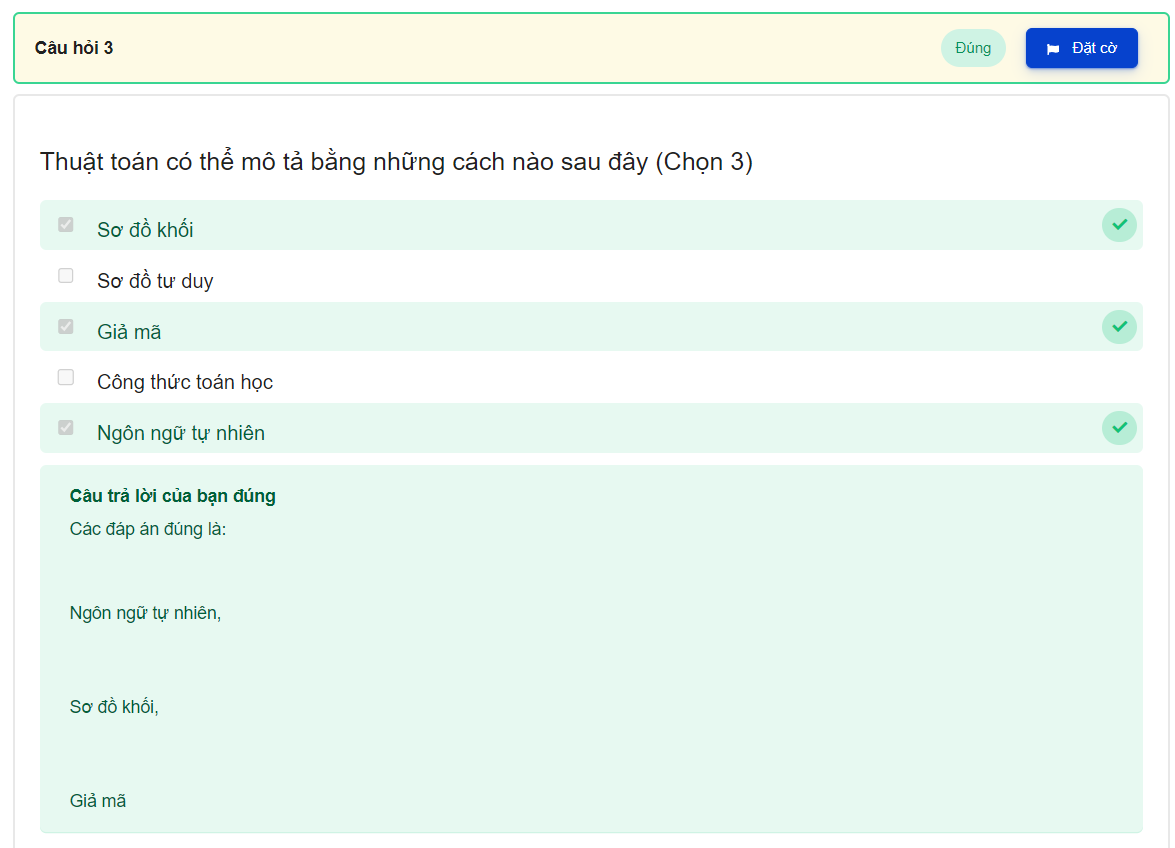 Câu hỏi 3
Đúng
Đặt cờ
Thuật toán có thể mô tả bằng những cách nào sau đây (Chọn 3)
Sơ đồ khối
Sơ đồ tư duy
Giả mã
Công thức toán học
Ngôn ngữ tự nhiên
Câu trả lời của bạn đúng
Các đáp án đúng là:
Ngôn ngữ tự nhiên,
Sơ đồ khối,
Giả mã